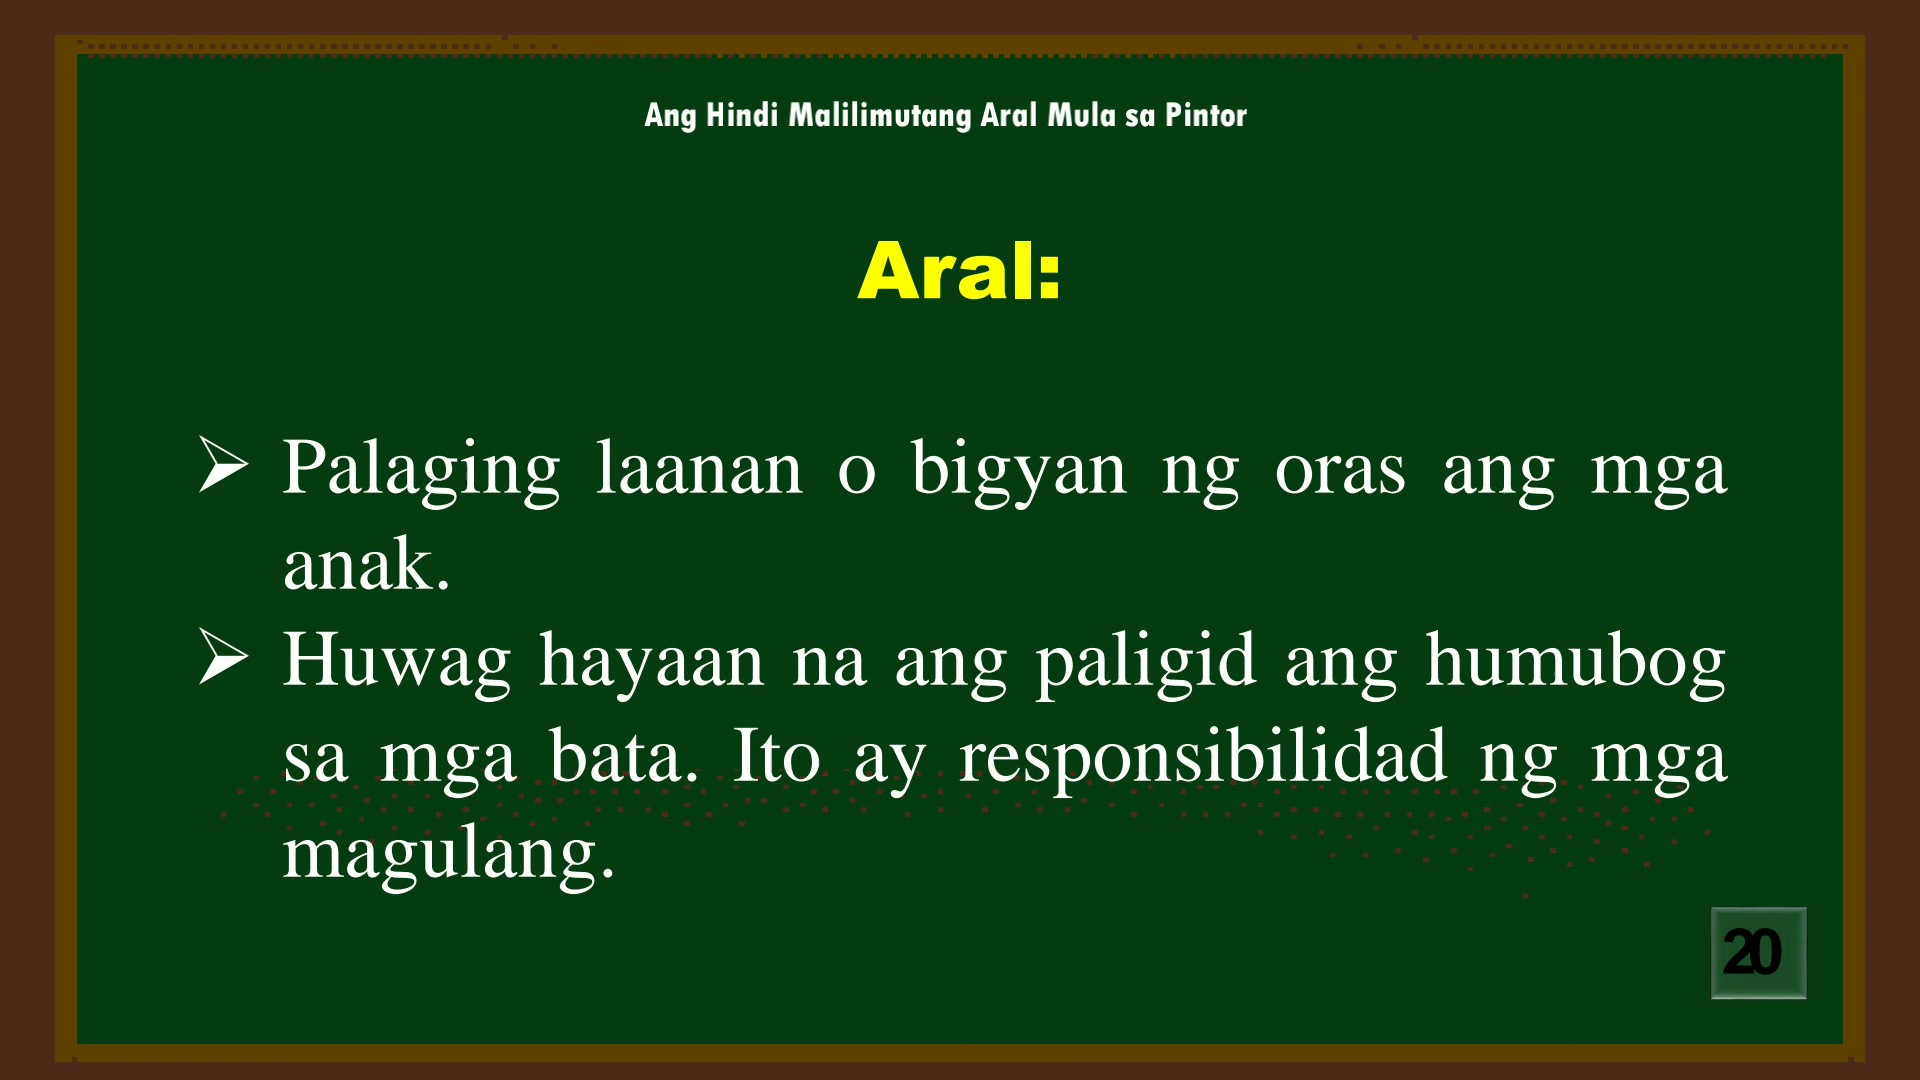 Ang Hindi Malilimutang Aral Mula sa Pintor
Aral:
➢ Palaging laanan o bigyan ng oras ang mga
anak.
➢ Huwag hayaan na ang paligid ang humubog
sa mga bata. Ito ay responsibilidad ng mga
magulang.
20